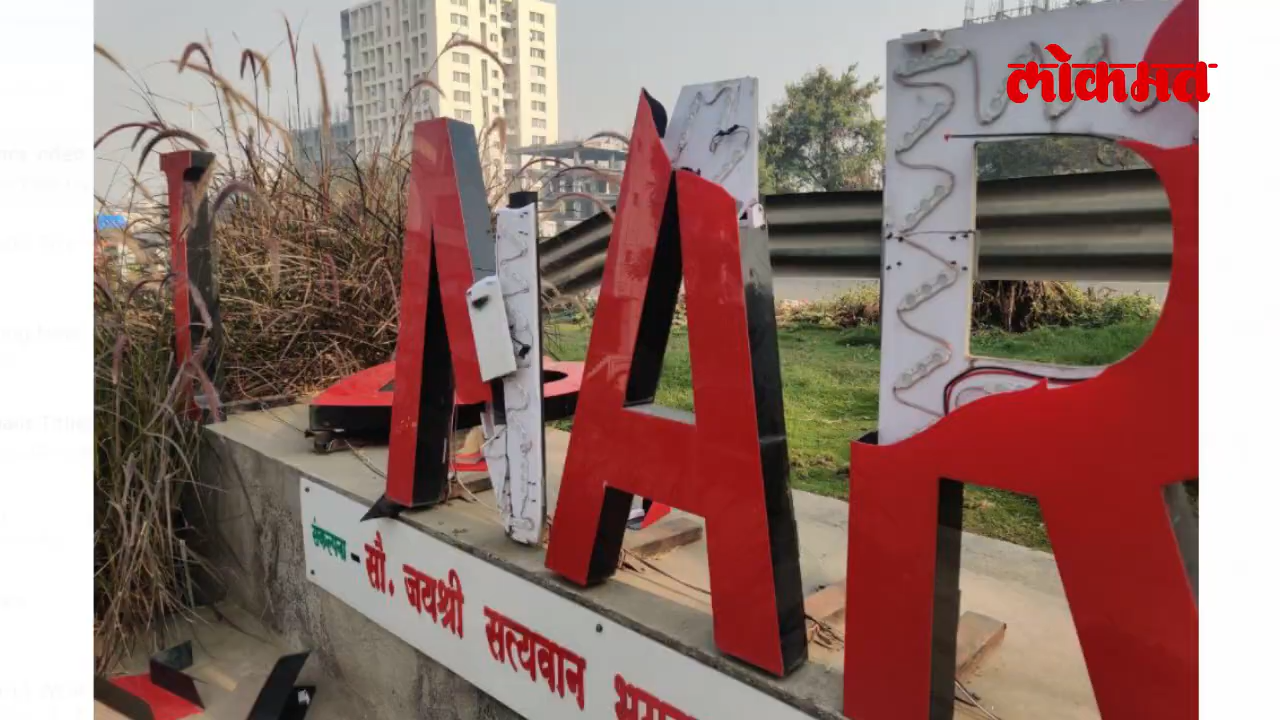 लोकमत
I N A R
संकल्पना - सौ. जयश्री सत्यवान